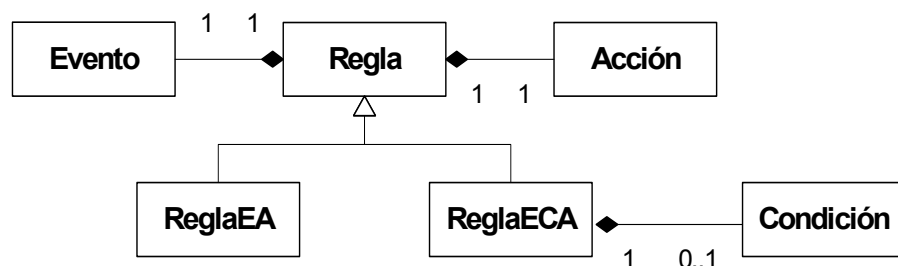 1 1
Evento Regla Acción
1 1
ReglaEA ReglaECA Condición
1 0..1